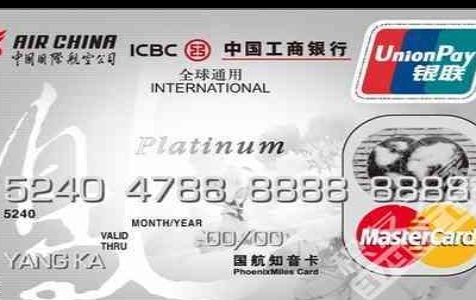 AIR CHINA
中国国际航空公司
ICBC 中国工商银行
全球通用
INTERNATIONAL
UnionPay
银联
Platinum
5240 4788 8888 8888
5240
MONTH/YEAR
VALID
THRU
00/00
YANG KA
国航知音卡
PhoenixMiles Card
MasterCard